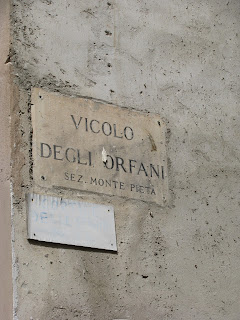 VICOLO
DEGLI ORFANI
SEZ. MONTE PIETÀ